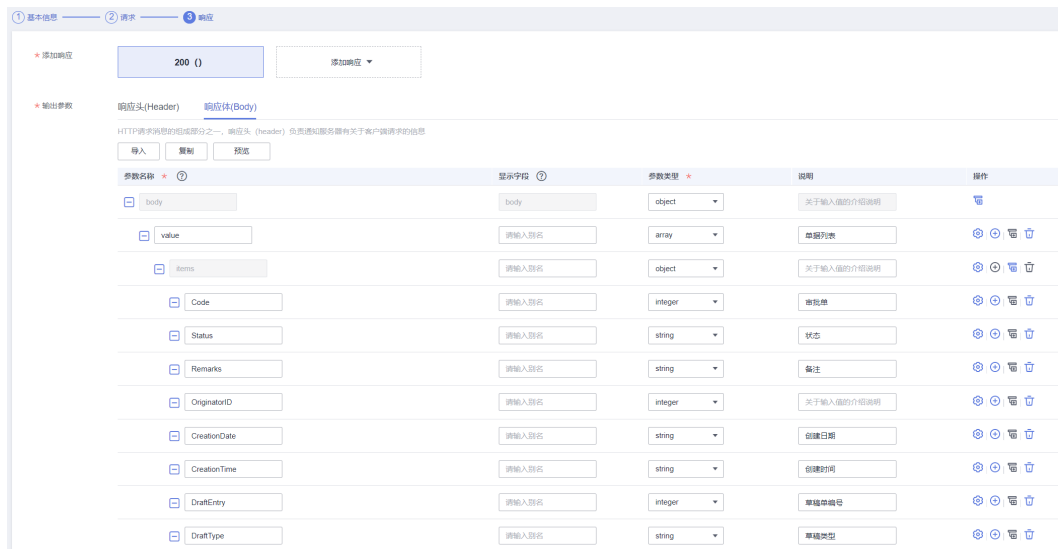 1 基本信息 2 请求 3 响应
* 添加响应 200 () 添加响应
* 输出参数 响应头(Header) 响应体(Body)
HTTP请求消息的组成部分之一，响应头（header）负责通知服务器有关于客户端请求的信息
导入 复制 预览
参数名称 * ? 显示字段 ? 参数类型 * 说明 操作
body body object 关于输入值的介绍说明
value 请输入别名 array 单据列表
items 请输入别名 object 关于输入值的介绍说明
Code 请输入别名 integer 审批单
Status 请输入别名 string 状态
Remarks 请输入别名 string 备注
OriginatorID 请输入别名 integer 关于输入值的介绍说明
CreationDate 请输入别名 string 创建日期
CreationTime 请输入别名 string 创建时间
DraftEntry 请输入别名 integer 草稿单编号
DraftType 请输入别名 string 草稿类型